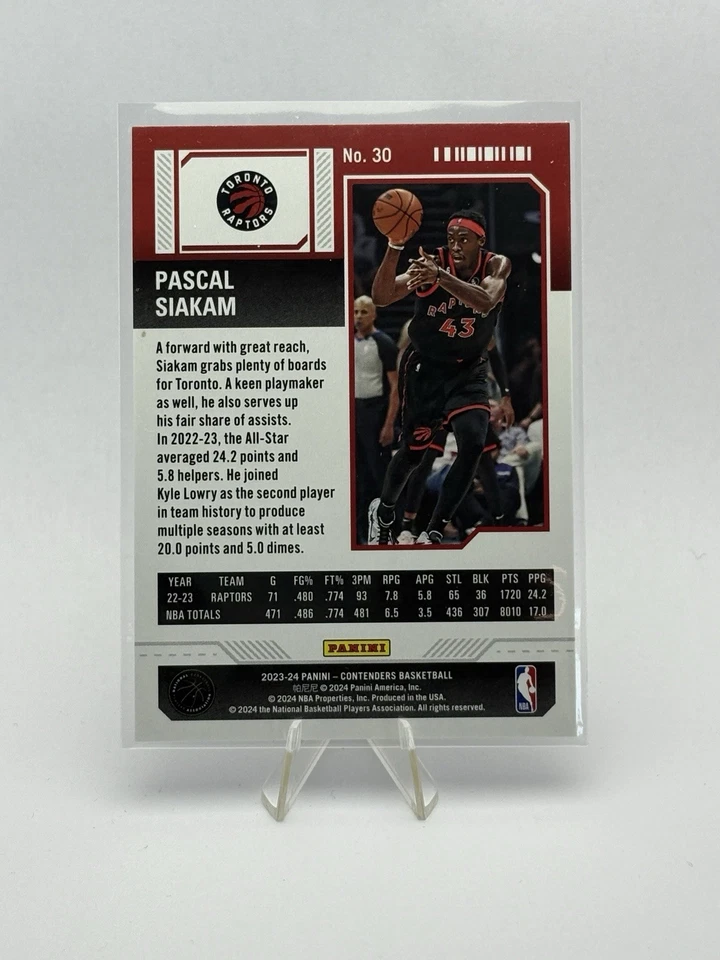 TORONTO
RAPTORS
No. 30
PASCAL
SIAKAM
RAPTORS
43
A forward with great reach,
Siakam grabs plenty of boards
for Toronto. A keen playmaker
as well, he also serves up
his fair share of assists.
In 2022-23, the All-Star
averaged 24.2 points and
5.8 helpers. He joined
Kyle Lowry as the second player
in team history to produce
multiple seasons with at least
20.0 points and 5.0 dimes.
YEAR TEAM G FG% FT% 3PM RPG APG STL BLK PTS PPG
22-23 RAPTORS 71 .480 .774 93 7.8 5.8 65 36 1720 24.2
NBA TOTALS 471 .486 .774 481 6.5 3.5 436 307 8010 17.0
PANINI
2023-24 PANINI – CONTENDERS BASKETBALL
帕尼尼 © 2024 Panini America, Inc.
© 2024 NBA Properties, Inc. Produced in the USA.
© 2024 the National Basketball Players Association. All rights reserved.
NBA